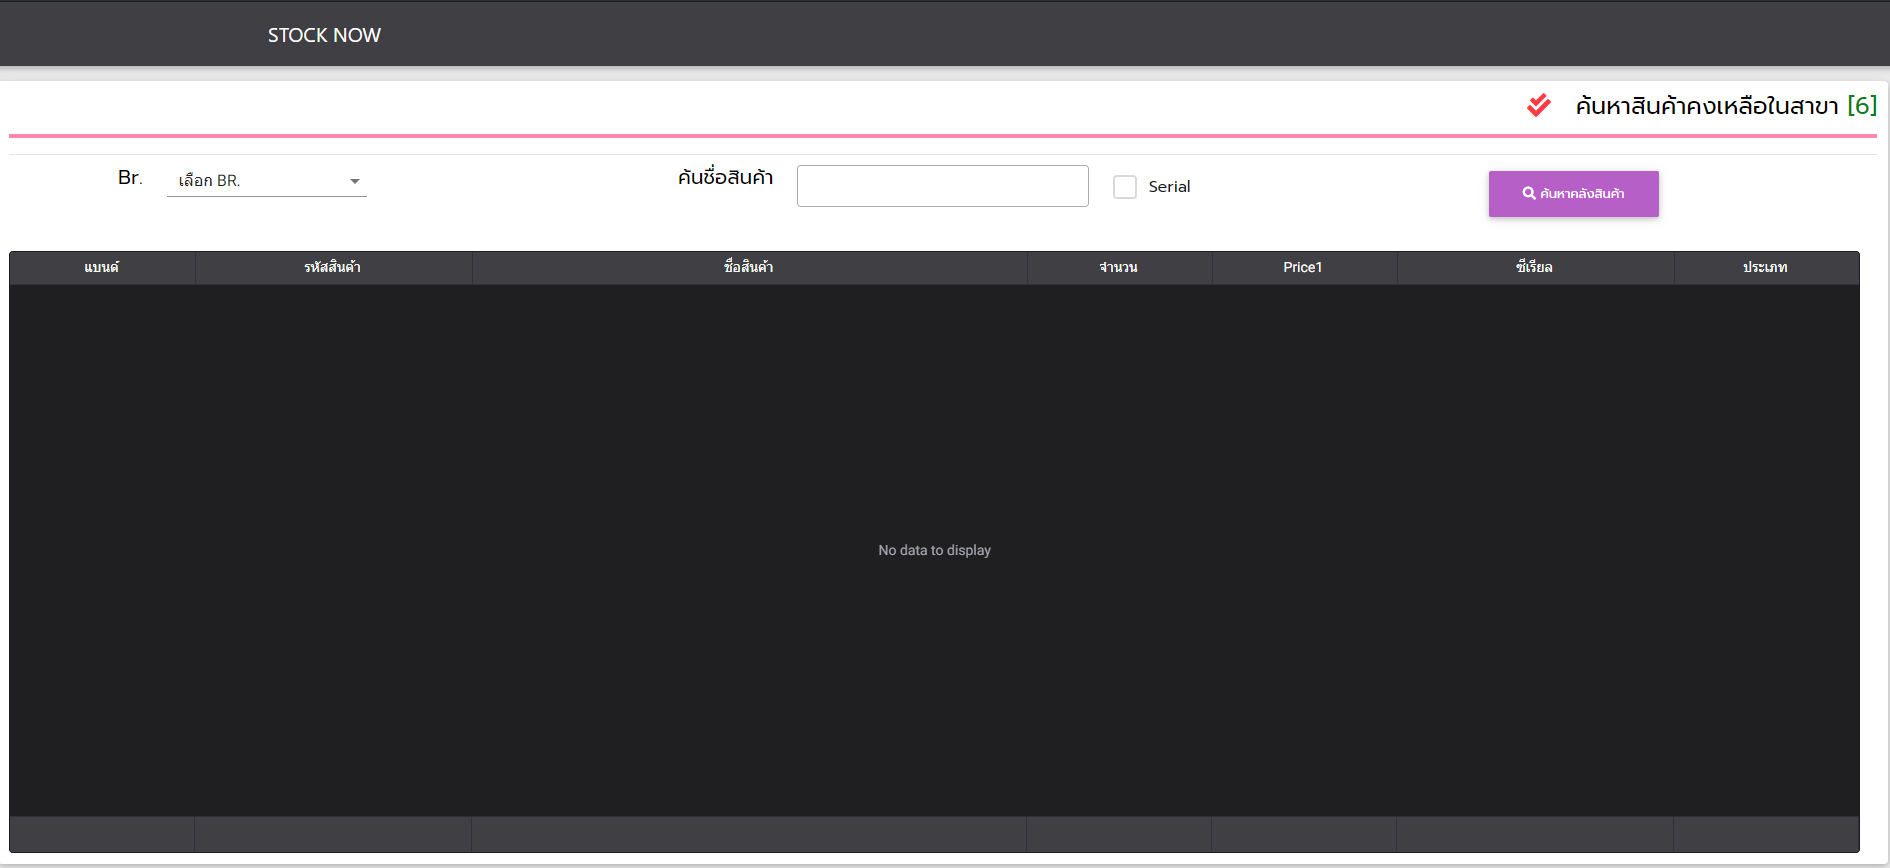 STOCK NOW
ค้นหาสินค้าคงเหลือในสาขา [6]
Br. เลือก BR. ค้นชื่อสินค้า Serial ค้นหาคลังสินค้า
แบนด์ รหัสสินค้า ชื่อสินค้า จำนวน Price1 ซีเรียล ประเภท
No data to display